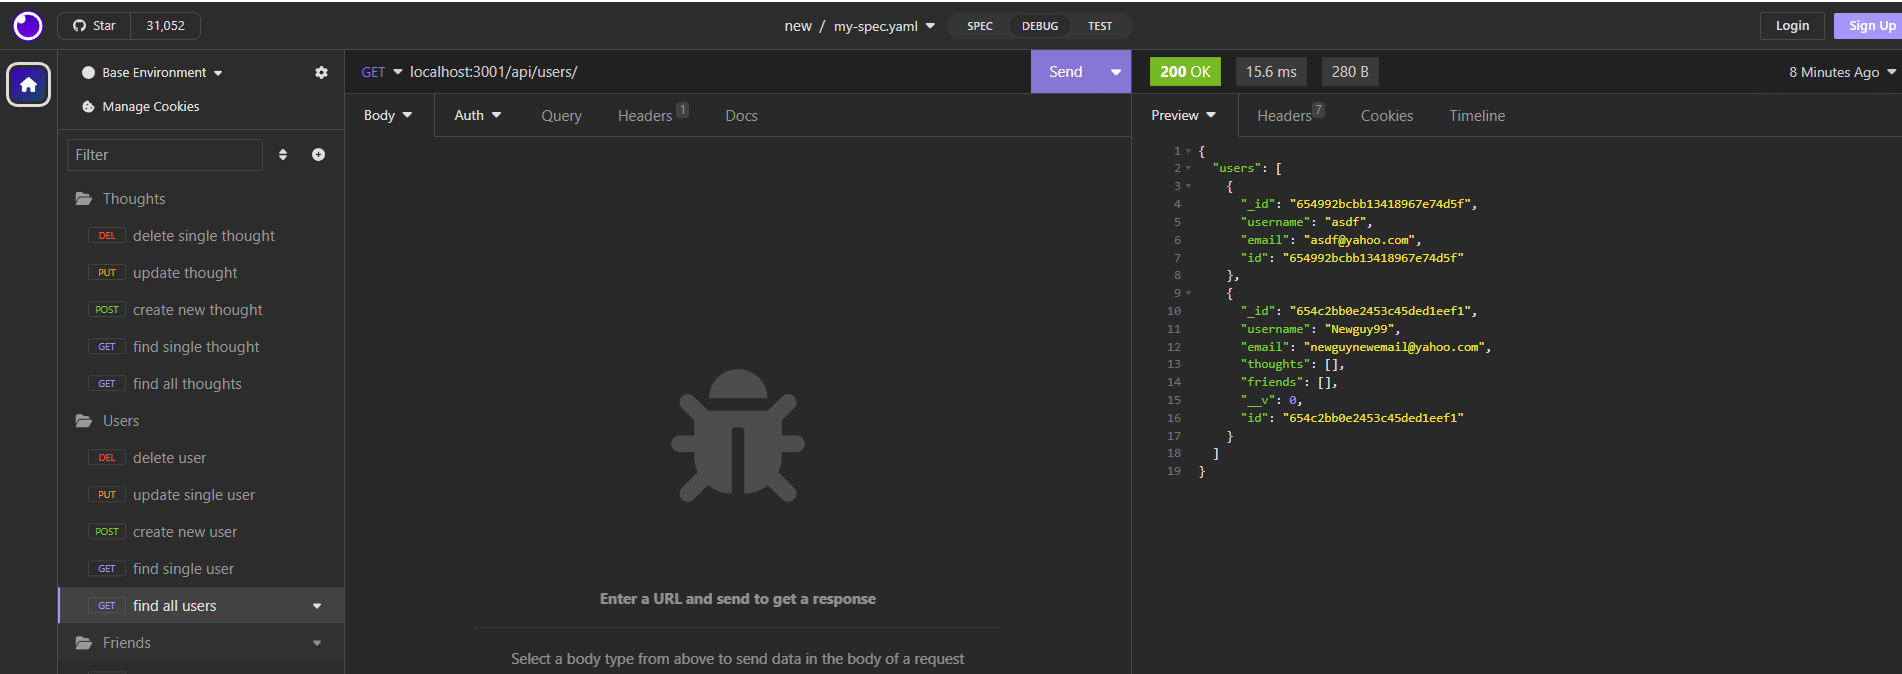 Star 31,052
new / my-spec.yaml
SPEC DEBUG TEST
Login Sign Up
Base Environment
Manage Cookies
Filter
Thoughts
DEL delete single thought
PUT update thought
POST create new thought
GET find single thought
GET find all thoughts
Users
DEL delete user
PUT update single user
POST create new user
GET find single user
GET find all users
Friends
GET localhost:3001/api/users/
Send
Body Auth Query Headers 1 Docs
Enter a URL and send to get a response
Select a body type from above to send data in the body of a request
200 OK 15.6 ms 280 B 8 Minutes Ago
Preview Headers 7 Cookies Timeline
1 {
2 "users": [
3 {
4 "_id": "654992bcbb13418967e74d5f",
5 "username": "asdf",
6 "email": "asdf@yahoo.com",
7 "id": "654992bcbb13418967e74d5f"
8 },
9 {
10 "_id": "654c2bb0e2453c45ded1eef1",
11 "username": "Newguy99",
12 "email": "newguynewemail@yahoo.com",
13 "thoughts": [],
14 "friends": [],
15 "__v": 0,
16 "id": "654c2bb0e2453c45ded1eef1"
17 }
18 ]
19 }